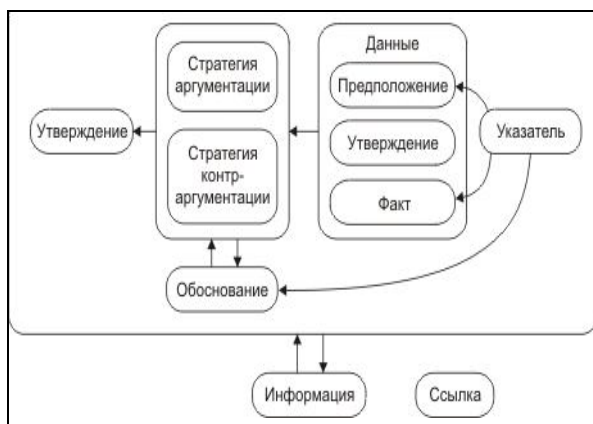 Данные
Стратегия
аргументации
Предположение
Утверждение
Стратегия
контр-
аргументации
Утверждение
Указатель
Факт
Обоснование
Информация
Ссылка